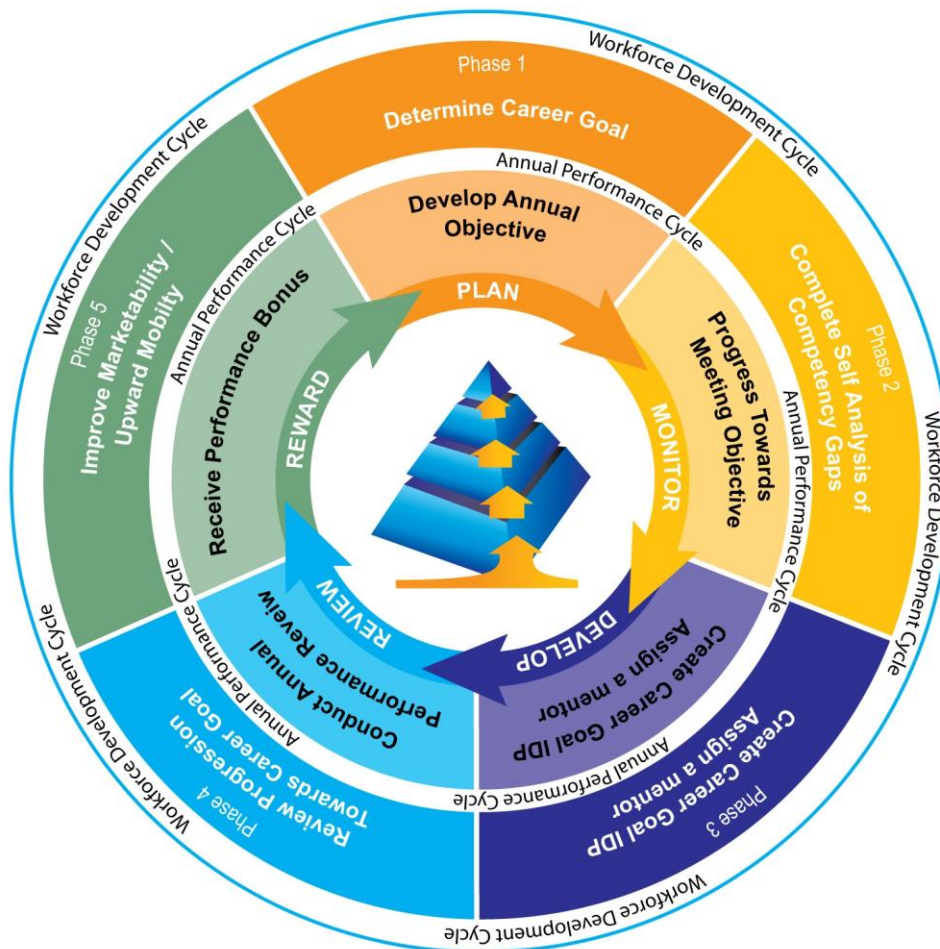 Workforce Development Cycle
Phase 1
Determine Career Goal
Annual Performance Cycle
Develop Annual
Objective
PLAN
Workforce Development Cycle
Phase 2
Complete Self Analysis of
Competency Gaps
Annual Performance Cycle
Progress Towards
Meeting Objective
MONITOR
Workforce Development Cycle
Phase 3
Create Career Goal IDP
Assign a mentor
Annual Performance Cycle
Create Career Goal IDP
Assign a mentor
DEVELOP
Workforce Development Cycle
Phase 4
Review Progression
Towards Career Goal
Annual Performance Cycle
Conduct Annual
Performance Reveiw
REVIEW
Workforce Development Cycle
Phase 5
Improve Marketability /
Upward Mobilty
Annual Performance Cycle
Receive Performance Bonus
REWARD